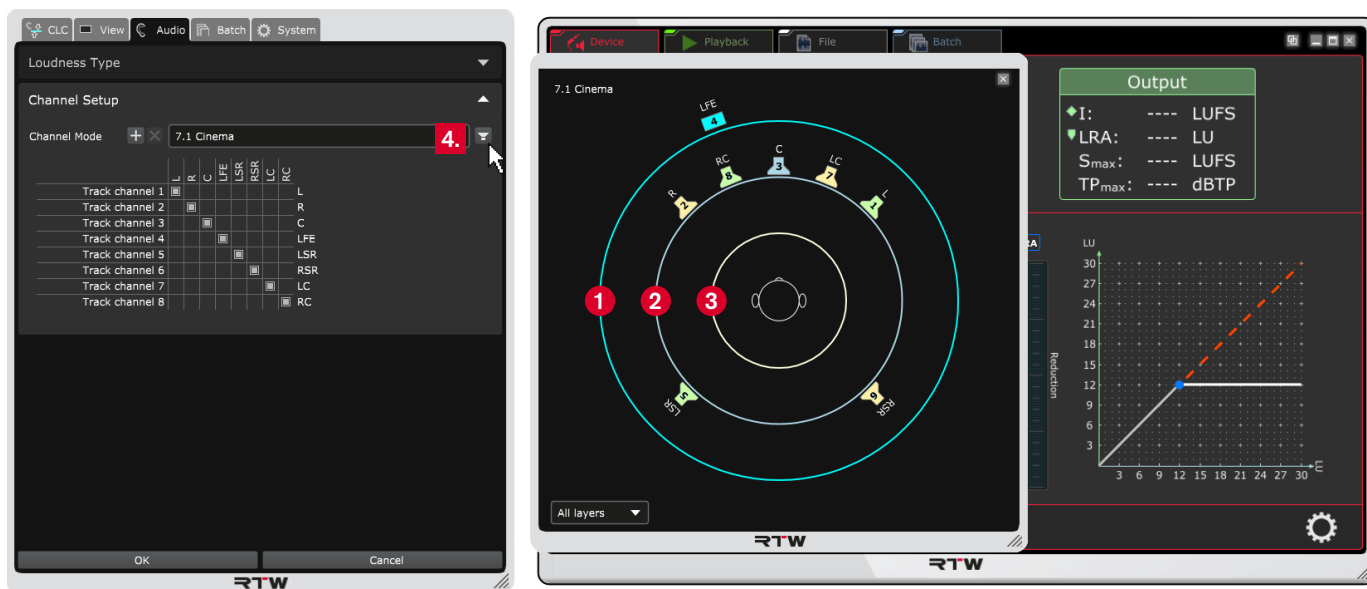 CLC View Audio Batch System
Loudness Type
Channel Setup
Channel Mode 7.1 Cinema 4.
L R C LFE LSR RSR LC RC
Track channel 1 L
Track channel 2 R
Track channel 3 C
Track channel 4 LFE
Track channel 5 LSR
Track channel 6 RSR
Track channel 7 LC
Track channel 8 RC
OK Cancel
RTW
Device Playback File Batch
7.1 Cinema
LFE
4
RC C LC
8 3 7
R L
2 1
1 2 3
5 6
LSR RSR
All layers
RTW
Output
I: ---- LUFS
LRA: ---- LU
Smax: ---- LUFS
TPmax: ---- dBTP
RA
Reduction
LU
30
27
24
21
18
15
12
9
6
3
3 6 9 12 15 18 21 24 27 30
LU
RTW